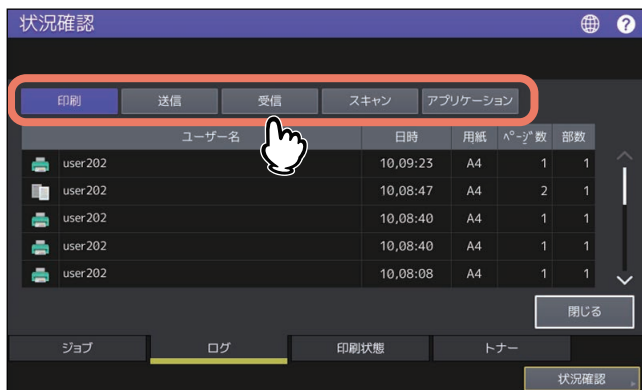 状況確認
印刷 送信 受信 スキャン アプリケーション
ユーザー名 日時 用紙 ﾍﾟｰｼﾞ数 部数
user202 10,09:23 A4 1 1
user202 10,08:47 A4 2 1
user202 10,08:40 A4 1 1
user202 10,08:40 A4 1 1
user202 10,08:08 A4 1 1
閉じる
ジョブ ログ 印刷状態 トナー
状況確認